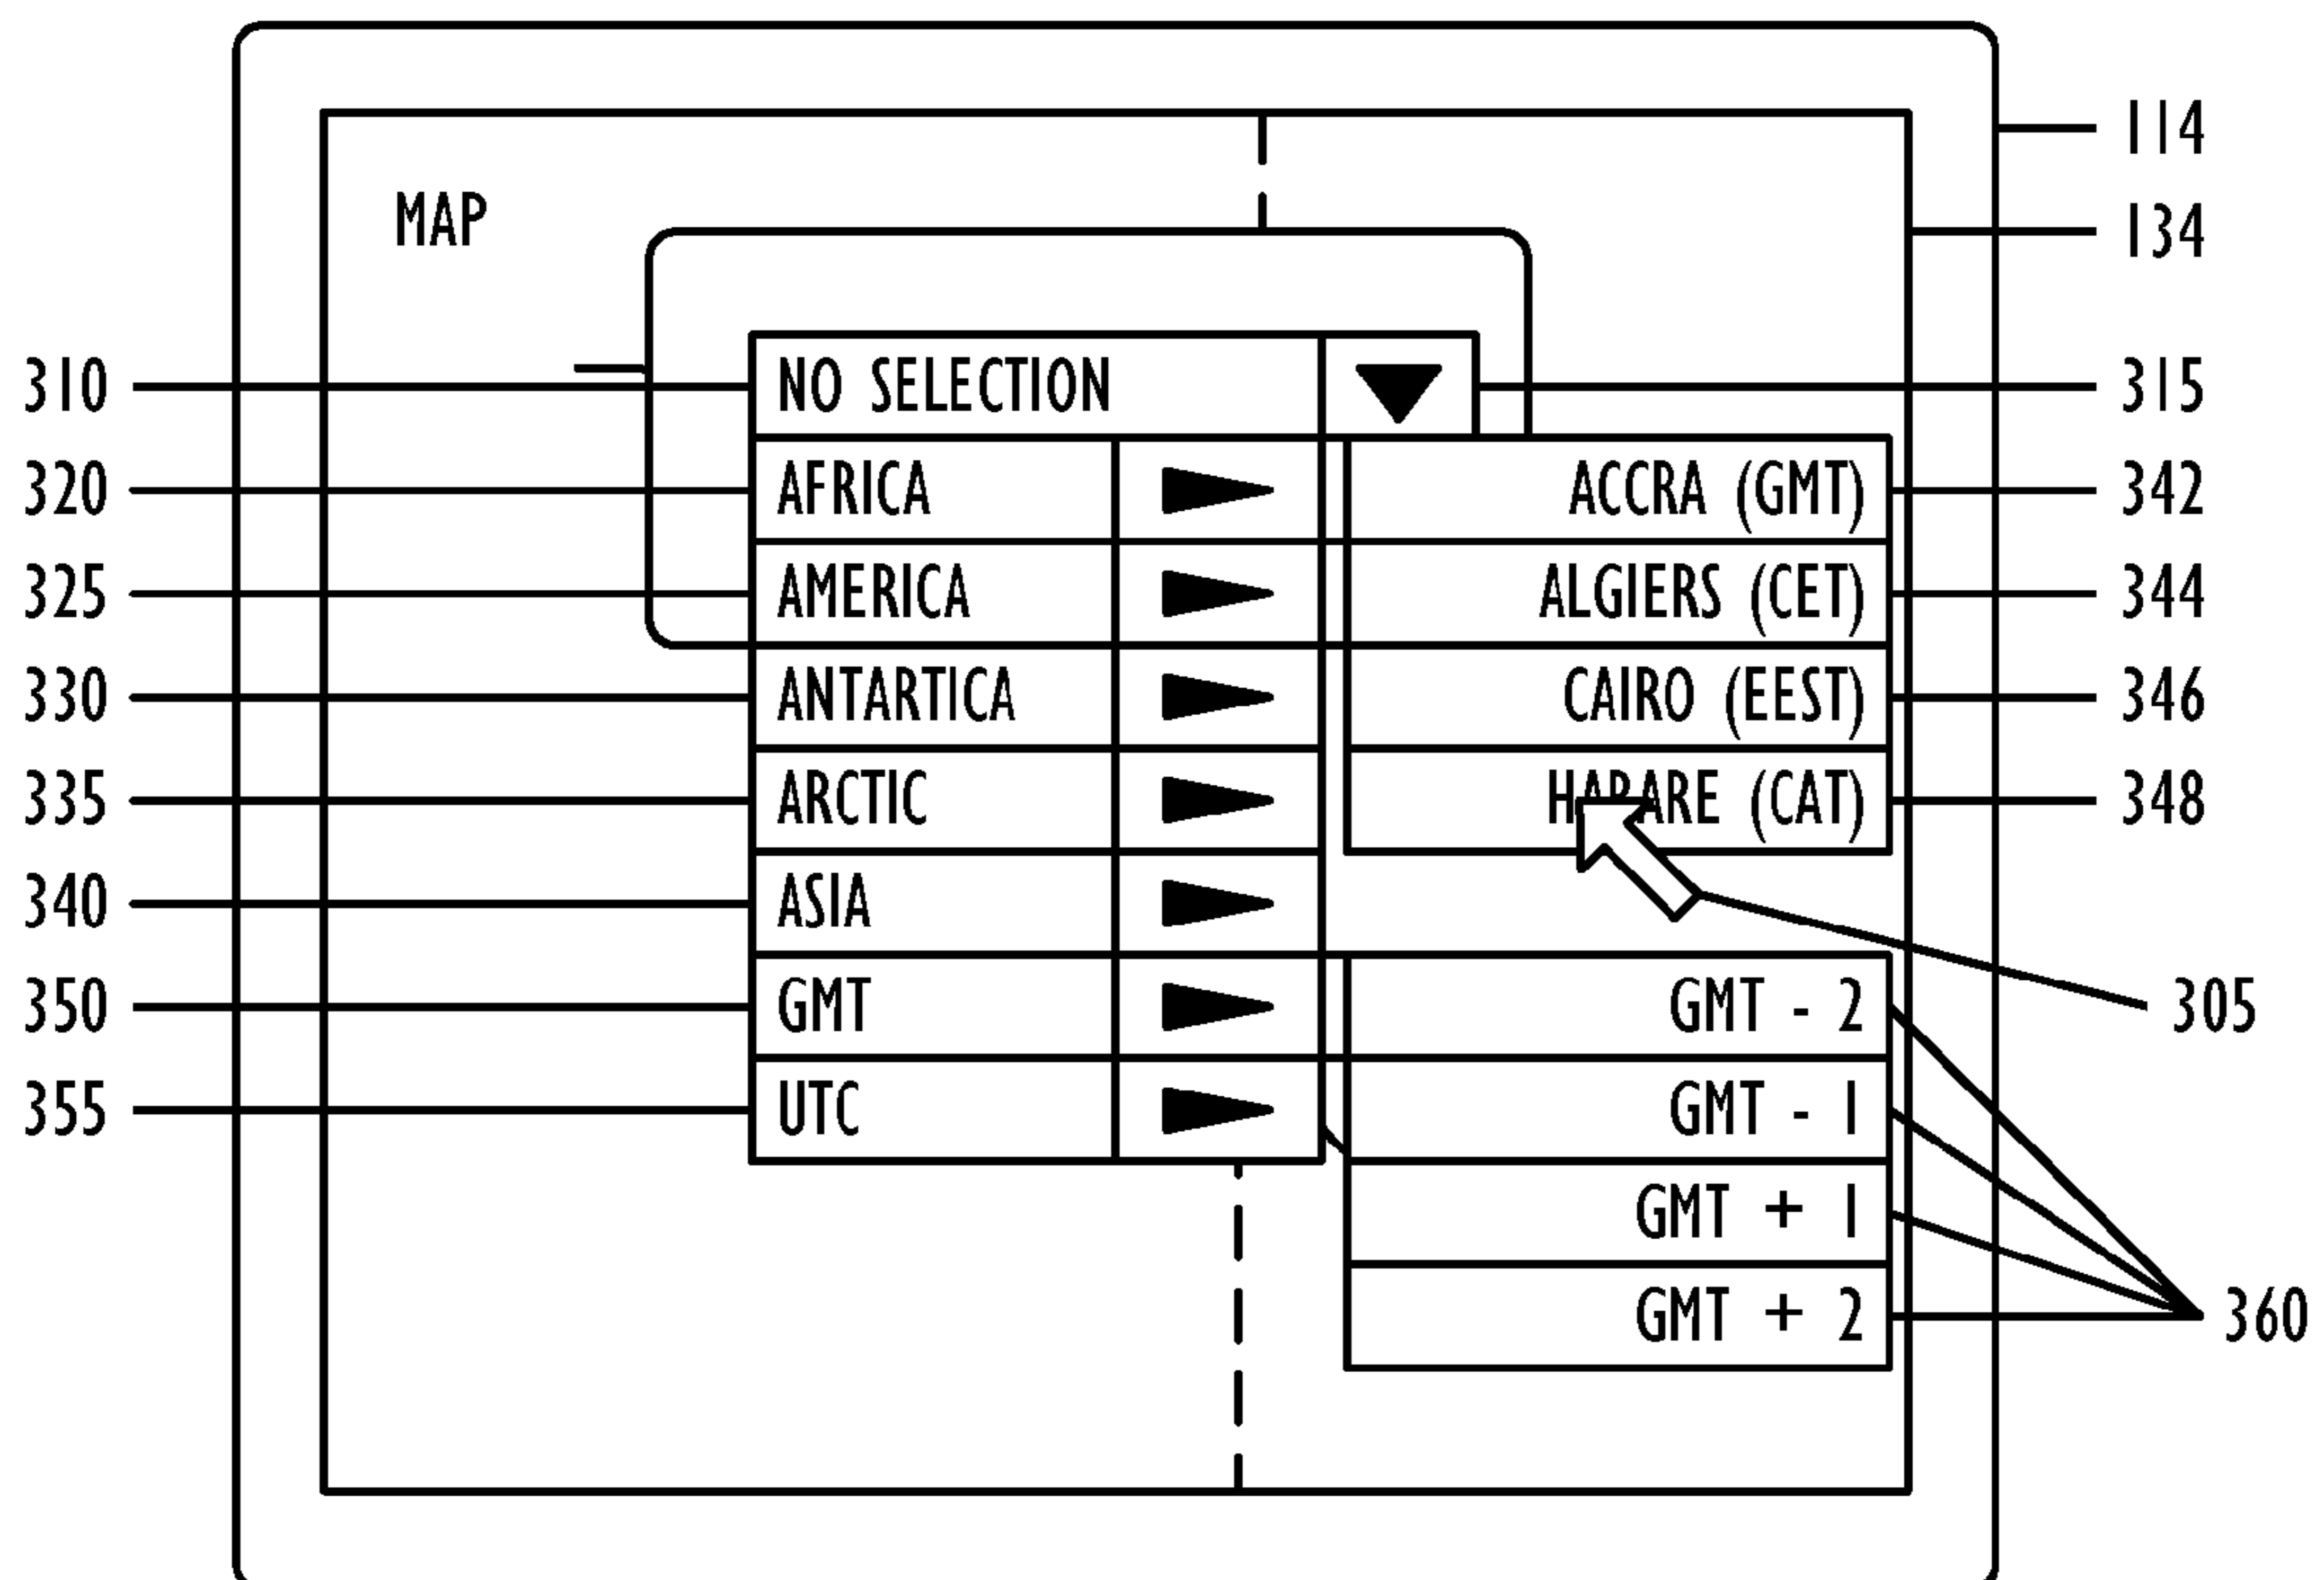 114
MAP
134
310 NO SELECTION 315
320 AFRICA ACCRA (GMT) 342
325 AMERICA ALGIERS (CET) 344
330 ANTARTICA CAIRO (EEST) 346
335 ARCTIC HARARE (CAT) 348
340 ASIA
350 GMT GMT - 2 305
355 UTC GMT - 1
GMT + 1
GMT + 2 360